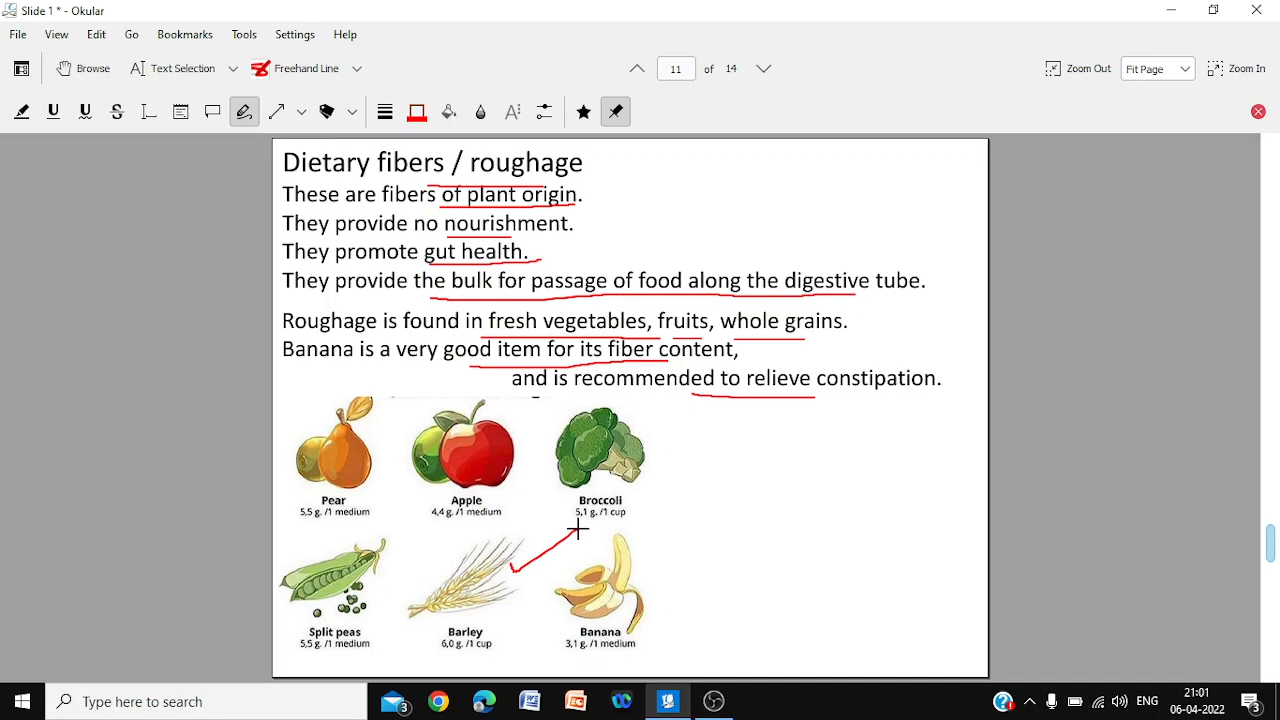 Slide 1 * - Okular
File View Edit Go Bookmarks Tools Settings Help
Browse Text Selection Freehand Line 11 of 14 Zoom Out Fit Page Zoom In
Dietary fibers / roughage
These are fibers of plant origin.
They provide no nourishment.
They promote gut health.
They provide the bulk for passage of food along the digestive tube.
Roughage is found in fresh vegetables, fruits, whole grains.
Banana is a very good item for its fiber content,
and is recommended to relieve constipation.
Pear Apple Broccoli
5,5 g. /1 medium 4,4 g. /1 medium 5,1 g. /1 cup
Split peas Barley Banana
5,5 g. /1 medium 6,0 g. /1 cup 3,1 g. /1 medium
Type here to search 3 ENG 21:01
06-04-2022 3